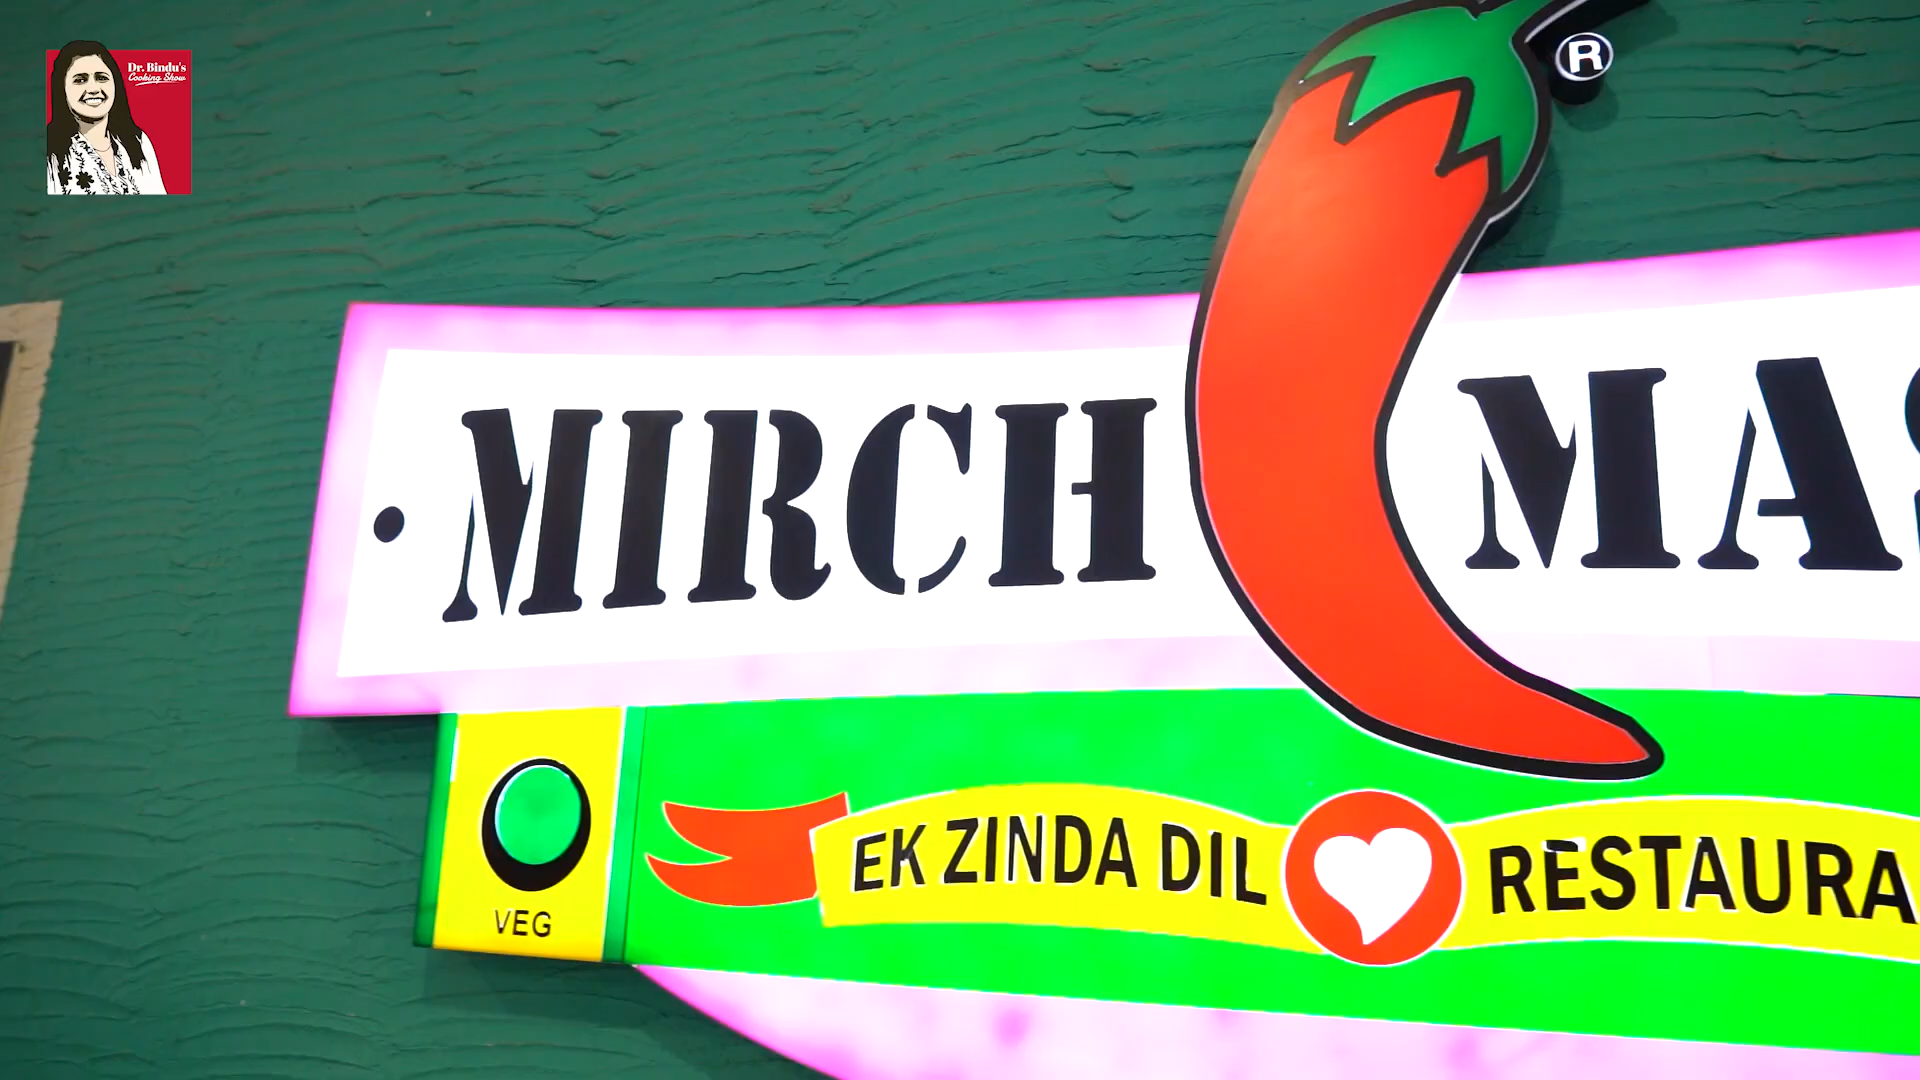 Dr. Bindu's
Cooking Show
®
MIRCH MAS
EK ZINDA DIL RESTAURA
VEG